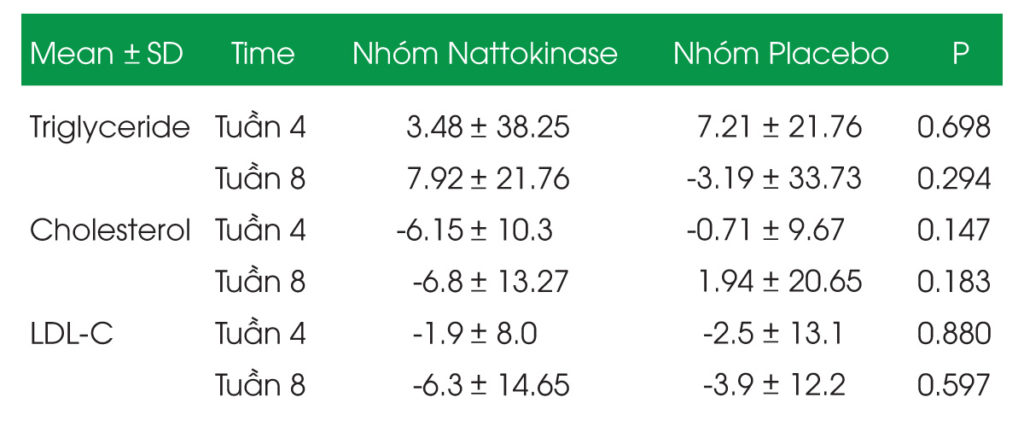 Mean ± SD Time Nhóm Nattokinase Nhóm Placebo P
Triglyceride Tuần 4 3.48 ± 38.25 7.21 ± 21.76 0.698
Tuần 8 7.92 ± 21.76 -3.19 ± 33.73 0.294
Cholesterol Tuần 4 -6.15 ± 10.3 -0.71 ± 9.67 0.147
Tuần 8 -6.8 ± 13.27 1.94 ± 20.65 0.183
LDL-C Tuần 4 -1.9 ± 8.0 -2.5 ± 13.1 0.880
Tuần 8 -6.3 ± 14.65 -3.9 ± 12.2 0.597